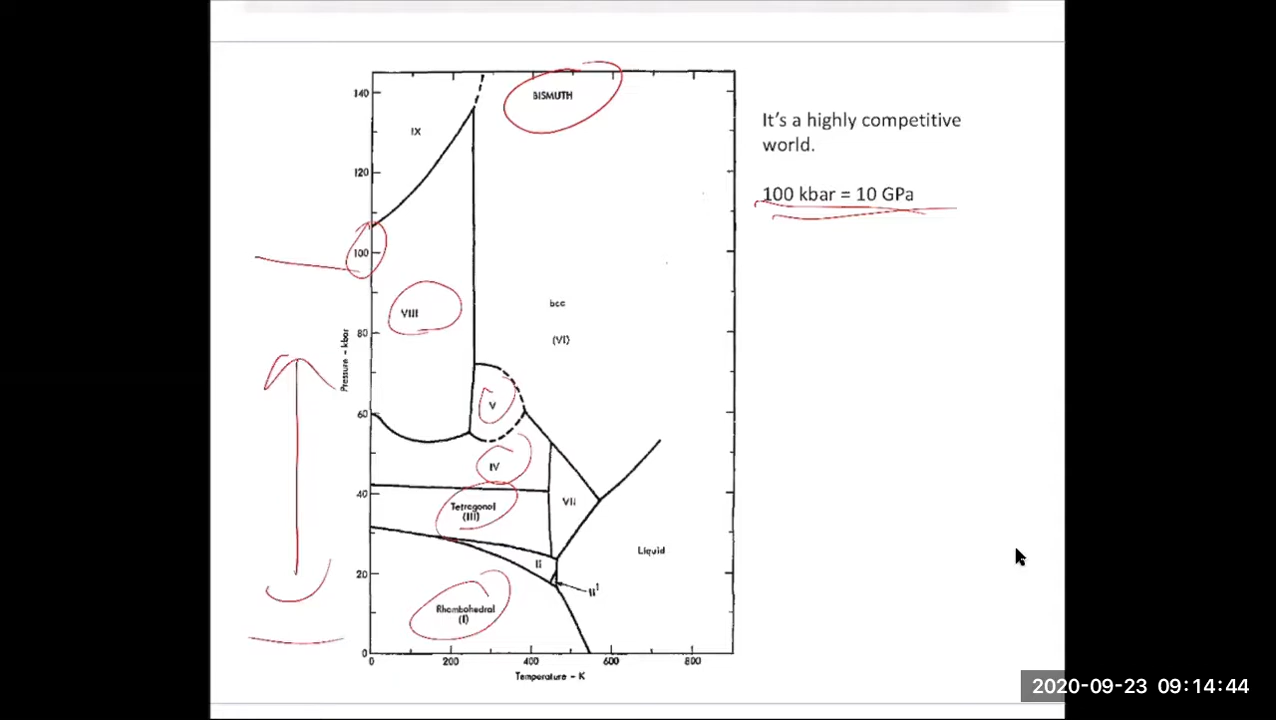 BISMUTH
It's a highly competitive
world.
100 kbar = 10 GPa
140
120
100
80
60
40
20
0
Pressure – kbar
IX
VIII
bcc
(VI)
V
IV
Tetragonal
(III)
VII
II
II'
Liquid
Rhombohedral
(I)
0 200 400 600 800
Temperature – K
2020-09-23 09:14:44